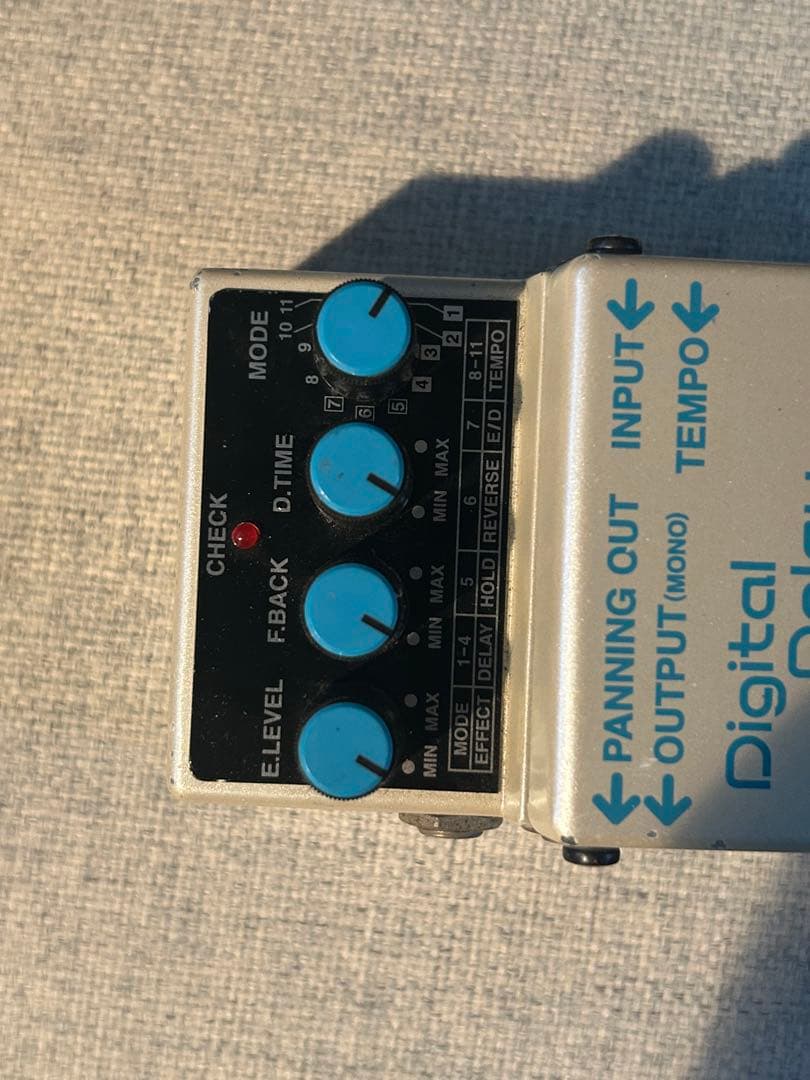 CHECK
E.LEVEL F.BACK D.TIME MODE
MIN MAX MIN MAX MIN MAX
1 2 3 4 5 6 7 8 9 10 11
MODE 1-4 5 6 7 8-11
EFFECT DELAY HOLD REVERSE E/D TEMPO
PANNING OUT INPUT
OUTPUT (MONO) TEMPO
Digital